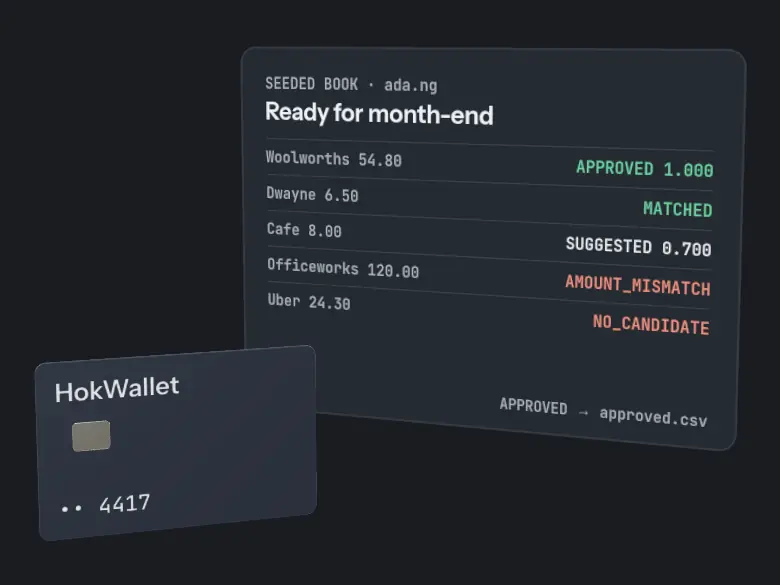 SEEDED BOOK · ada.ng
Ready for month-end
Woolworths 54.80 APPROVED 1.000
Dwayne 6.50 MATCHED
Cafe 8.00 SUGGESTED 0.700
Officeworks 120.00 AMOUNT_MISMATCH
Uber 24.30 NO_CANDIDATE
APPROVED → approved.csv
HokWallet
•• 4417